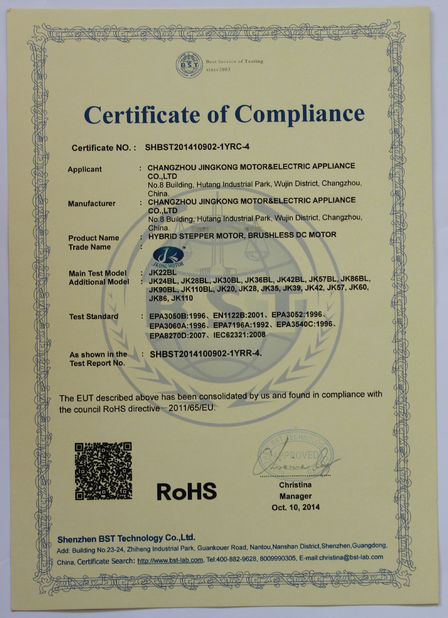 BST
Best Service of Testing
since2003
Certificate of Compliance
Certificate NO. : SHBST201410902-1YRC-4
Applicant : CHANGZHOU JINGKONG MOTOR&ELECTRIC APPLIANCE
CO.,LTD
No.8 Building, Hutang Industrial Park, Wujin District, Changzhou,
China.
Manufacturer : CHANGZHOU JINGKONG MOTOR&ELECTRIC APPLIANCE
CO.,LTD
No.8 Building, Hutang Industrial Park, Wujin District, Changzhou,
China.
Product Name : HYBRID STEPPER MOTOR, BRUSHLESS DC MOTOR
Trade Name :
Main Test Model : JK22BL
Additional Model : JK24BL, JK28BL, JK30BL, JK36BL, JK42BL, JK57BL, JK86BL,
JK90BL, JK110BL, JK20, JK28, JK35, JK39, JK42, JK57, JK60,
JK86, JK110
Test Standard : EPA3050B:1996、EN1122B:2001、EPA3052:1996、
EPA3060A:1996、EPA7196A:1992、EPA3540C:1996、
EPA8270D:2007、IEC62321:2008
As shown in the : SHBST2014100902-1YRR-4.
Test Report No.
The EUT described above has been consolidated by us and found in compliance with
the council RoHS directive－2011/65/EU.
APPROVED
RoHS
Christina
Manager
Oct. 10, 2014
Shenzhen BST Technology Co.,Ltd.
Add: Building No.23-24, Zhiheng Industrial Park, Guankouer Road, Nantou,Nanshan District,Shenzhen,Guangdong,
China, Certificate Search: http://www.bst-lab.com, Tel:400-882-9628, 8009990305, E-mail:christina@bst-lab.com